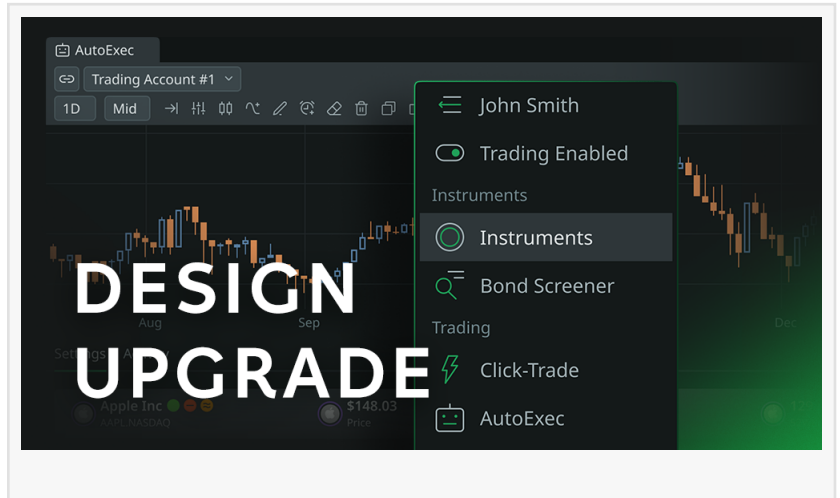 AutoExec
Trading Account #1
1D Mid
John Smith
Trading Enabled
Instruments
Instruments
Bond Screener
Trading
Click-Trade
AutoExec
DESIGN
UPGRADE
Aug Sep Dec
Apple Inc $148.03
AAPL.NASDAQ Price